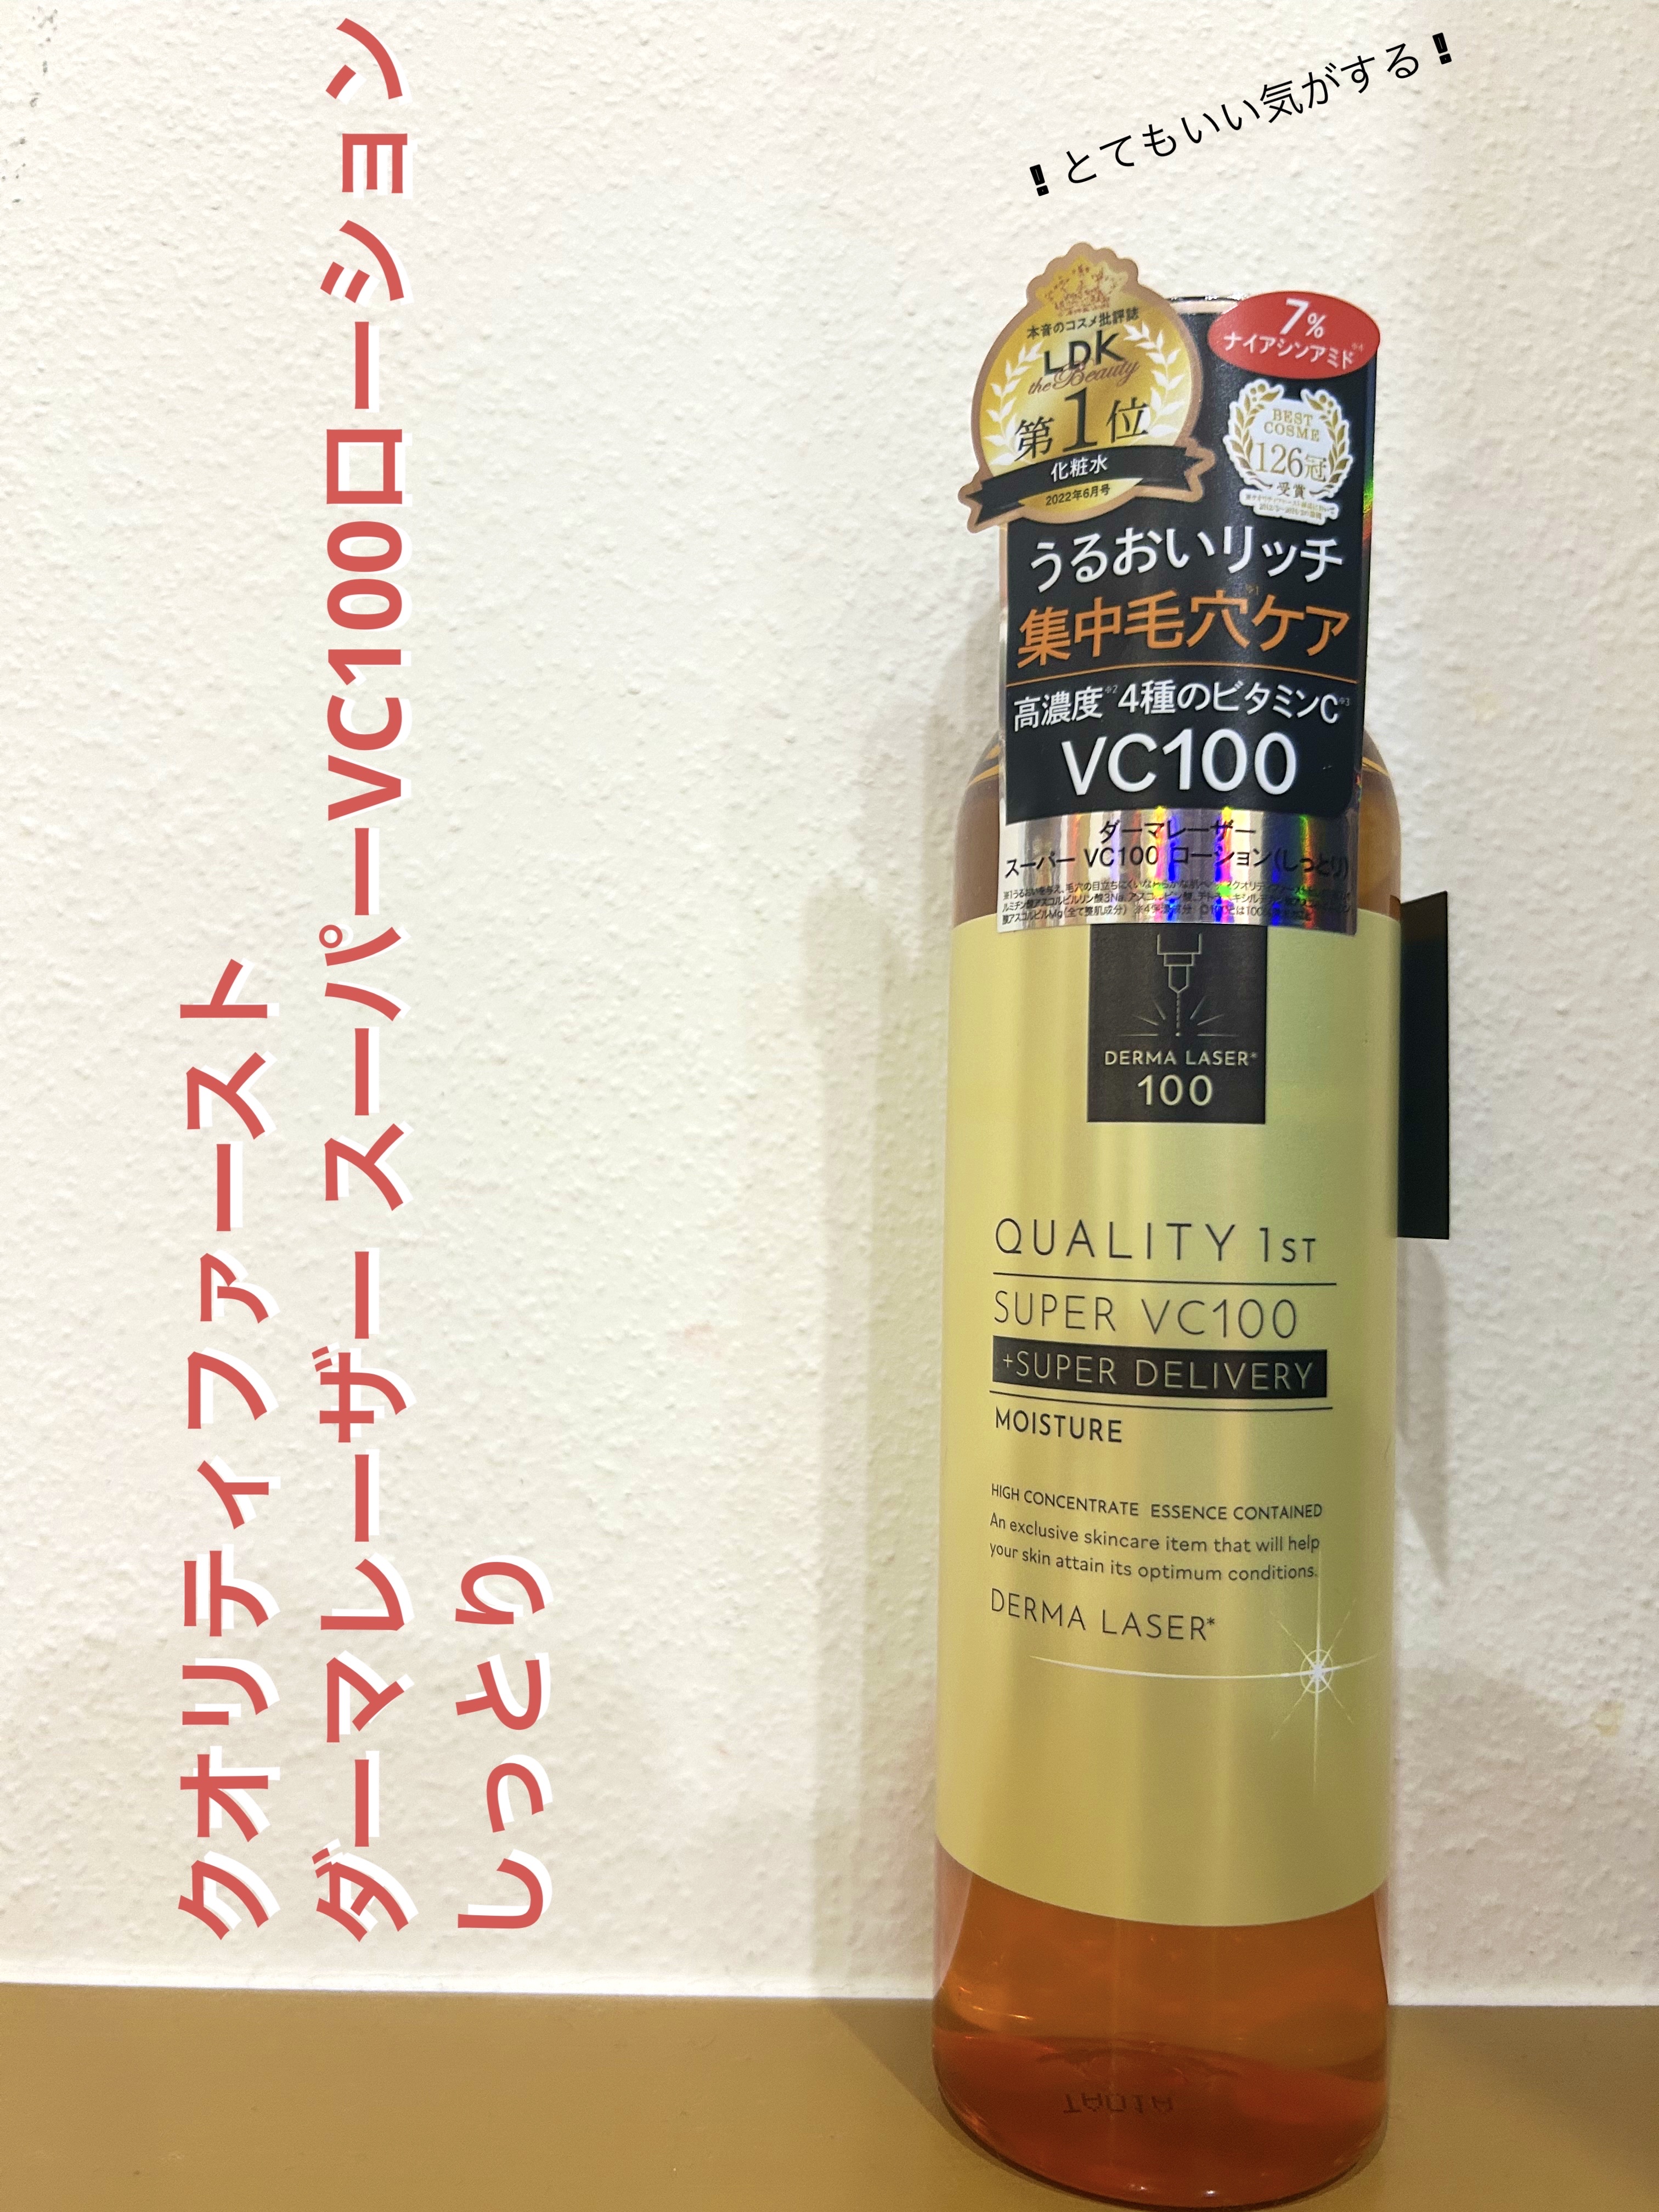 クオリティファースト
ダーマレーザー スーパーVC100ローション
しっとり
❗とてもいい気がする❗
本音のコスメ批評誌
LDK
the Beauty
第1位
化粧水
2022年6月号
7%
ナイアシンアミド※4
BEST
COSME
126冠
受賞
うるおいリッチ
集中毛穴ケア※1
高濃度※2 4種のビタミンC※3
VC100
ダーマレーザー
スーパー VC100 ローション(しっとり)
DERMA LASER*
100
QUALITY 1ST
SUPER VC100
+SUPER DELIVERY
MOISTURE
HIGH CONCENTRATE ESSENCE CONTAINED
An exclusive skincare item that will help
your skin attain its optimum conditions.
DERMA LASER*